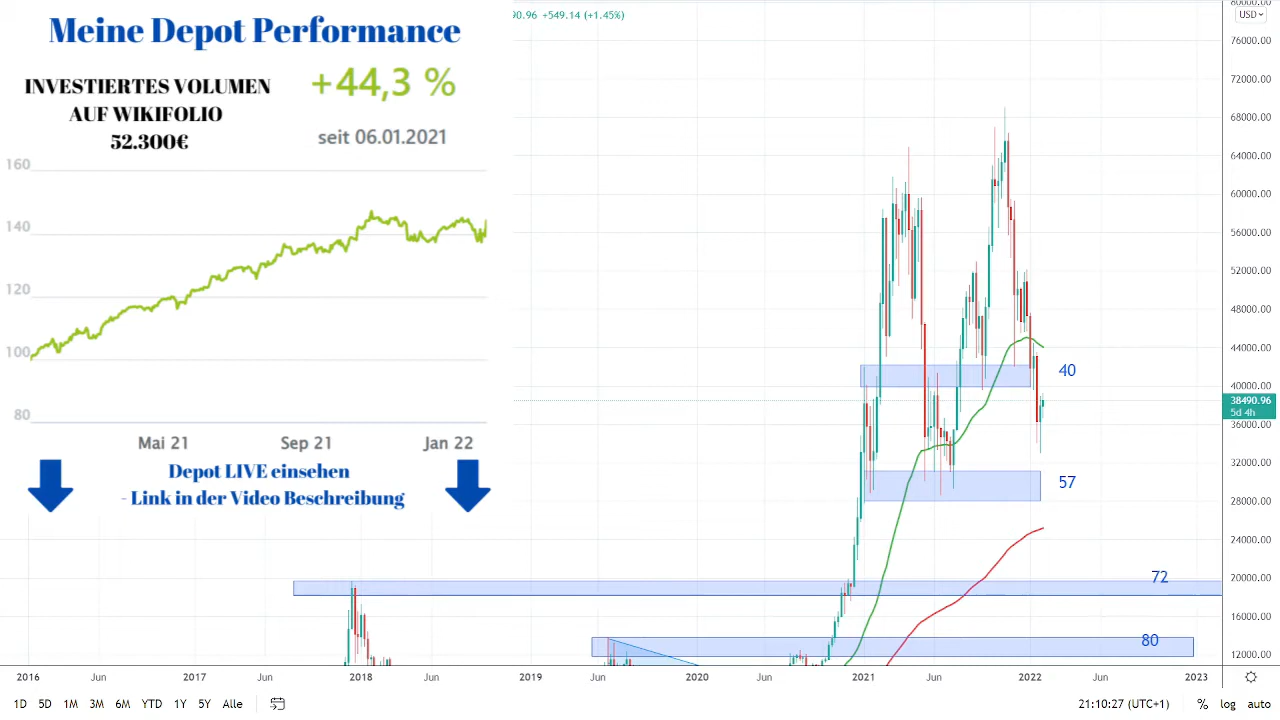 Meine Depot Performance
INVESTIERTES VOLUMEN
AUF WIKIFOLIO
52.300€
+44,3 %
seit 06.01.2021
160
140
120
100
80
Mai 21
Sep 21
Jan 22
Depot LIVE einsehen
- Link in der Video Beschreibung
90.96 +549.14 (+1.45%)
80000.00
USD
76000.00
72000.00
68000.00
64000.00
60000.00
56000.00
52000.00
48000.00
44000.00
40000.00
38490.96
5d 4h
36000.00
32000.00
28000.00
24000.00
20000.00
16000.00
12000.00
40
57
72
80
2016 Jun 2017 Jun 2018 Jun 2019 Jun 2020 Jun 2021 Jun 2022 Jun 2023
1D 5D 1M 3M 6M YTD 1Y 5Y Alle
21:10:27 (UTC+1) % log auto